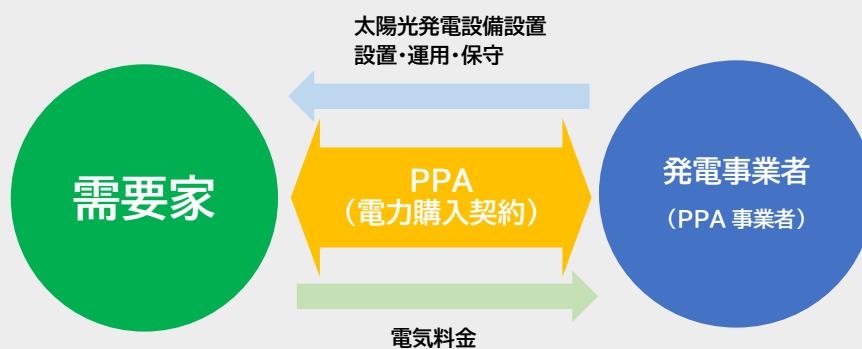 太陽光発電設備設置
設置・運用・保守
需要家
PPA
（電力購入契約）
発電事業者
（PPA 事業者）
電気料金